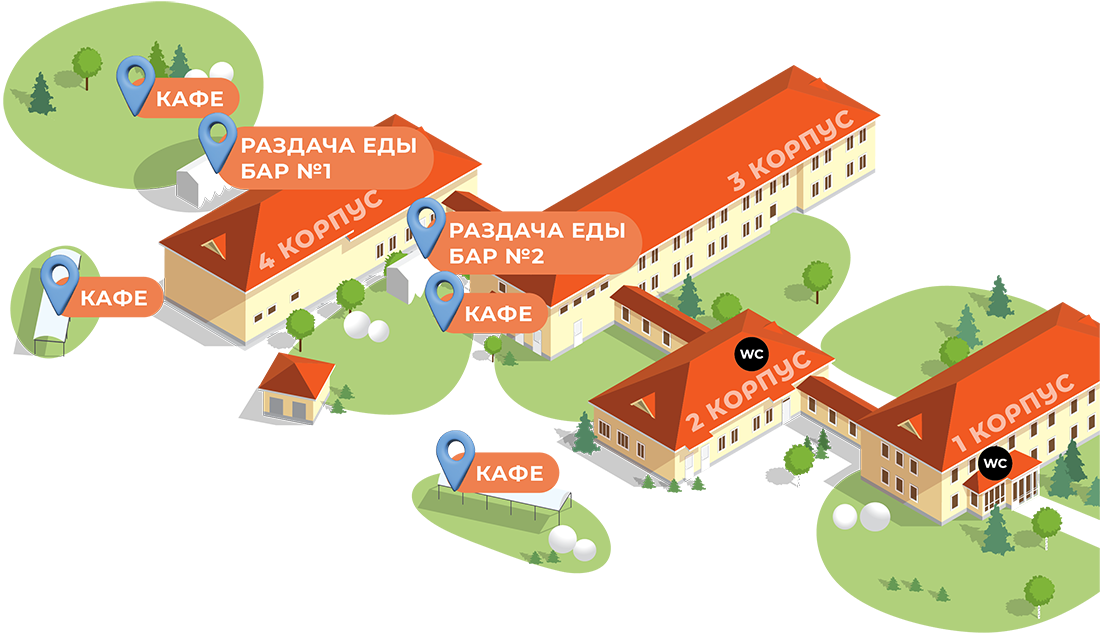 КАФЕ
РАЗДАЧА ЕДЫ
БАР №1
3 КОРПУС
4 КОРПУС
РАЗДАЧА ЕДЫ
БАР №2
КАФЕ
КАФЕ
WC
2 КОРПУС
1 КОРПУС
WC
КАФЕ